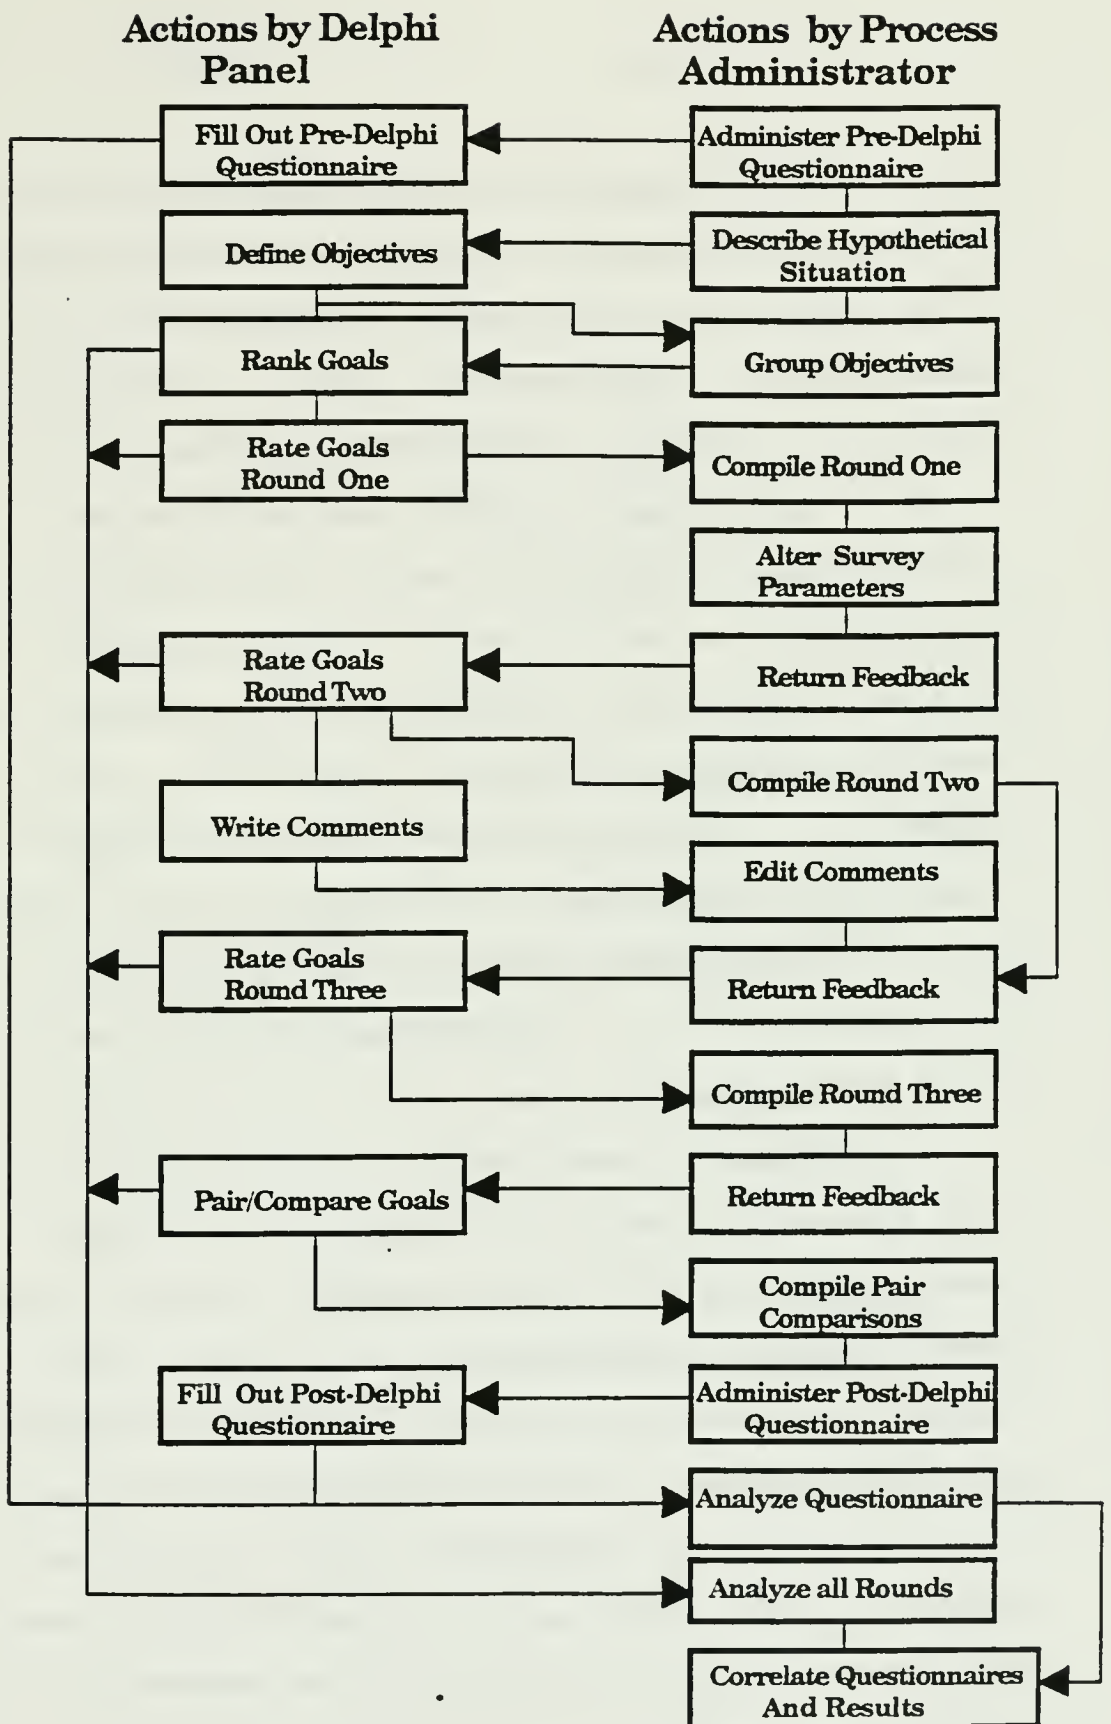 Actions by Delphi
Panel
Actions by Process
Administrator
Fill Out Pre-Delphi
Questionnaire
Administer Pre-Delphi
Questionnaire
Define Objectives
Describe Hypothetical
Situation
Rank Goals
Group Objectives
Rate Goals
Round One
Compile Round One
Alter Survey
Parameters
Rate Goals
Round Two
Return Feedback
Compile Round Two
Write Comments
Edit Comments
Rate Goals
Round Three
Return Feedback
Compile Round Three
Pair/Compare Goals
Return Feedback
Compile Pair
Comparisons
Fill Out Post-Delphi
Questionnaire
Administer Post-Delphi
Questionnaire
Analyze Questionnaire
Analyze all Rounds
Correlate Questionnaires
And Results